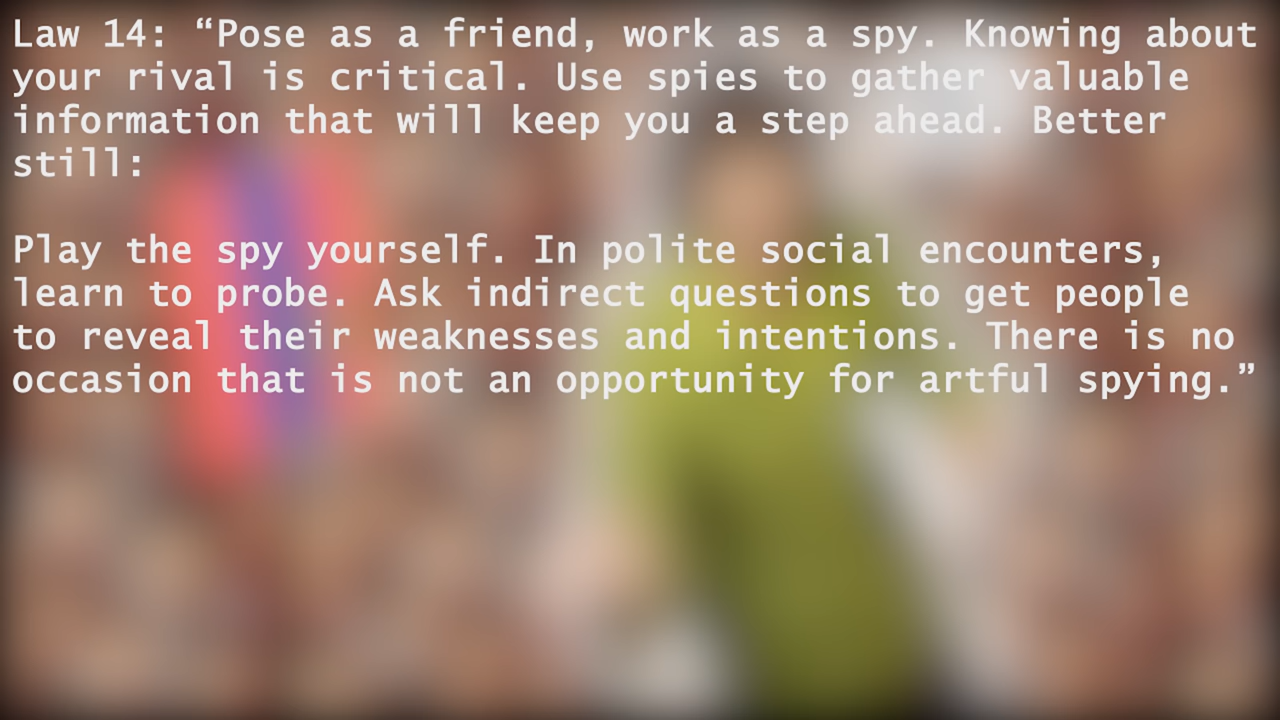 Law 14: “Pose as a friend, work as a spy. Knowing about
your rival is critical. Use spies to gather valuable
information that will keep you a step ahead. Better
still:
Play the spy yourself. In polite social encounters,
learn to probe. Ask indirect questions to get people
to reveal their weaknesses and intentions. There is no
occasion that is not an opportunity for artful spying.”